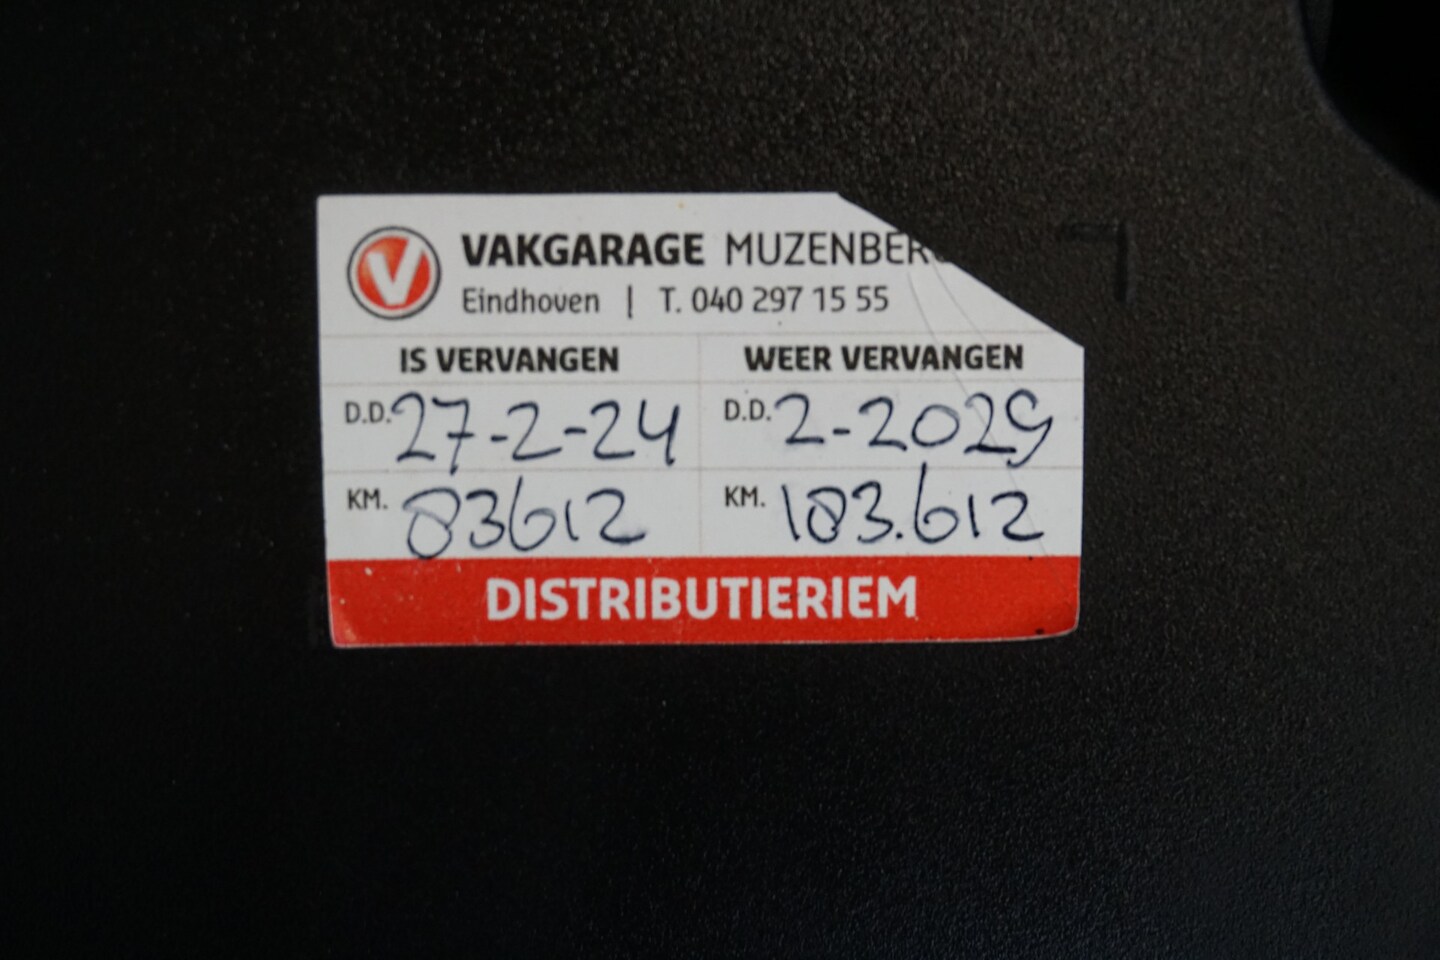 V VAKGARAGE MUZENBERG
Eindhoven | T. 040 297 15 55
IS VERVANGEN WEER VERVANGEN
D.D. 27-2-24 D.D. 2-2029
KM. 83612 KM. 183.612
DISTRIBUTIERIEM